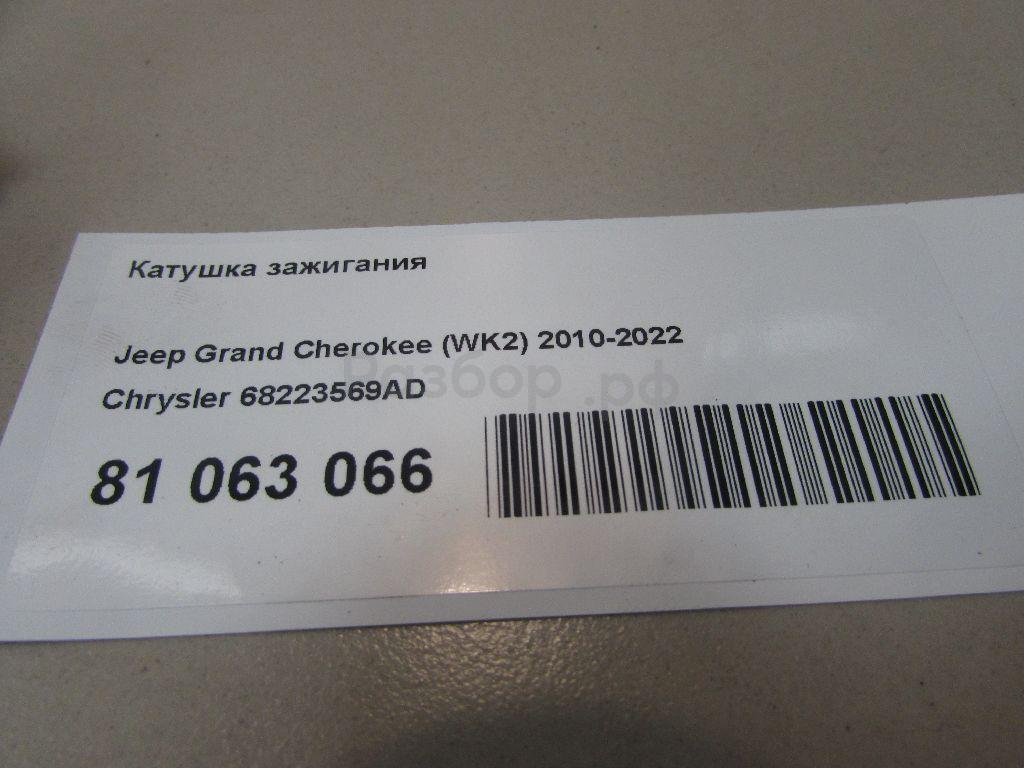 Катушка зажигания
Jeep Grand Cherokee (WK2) 2010-2022
Chrysler 68223569AD
Разбор.рф
81 063 066